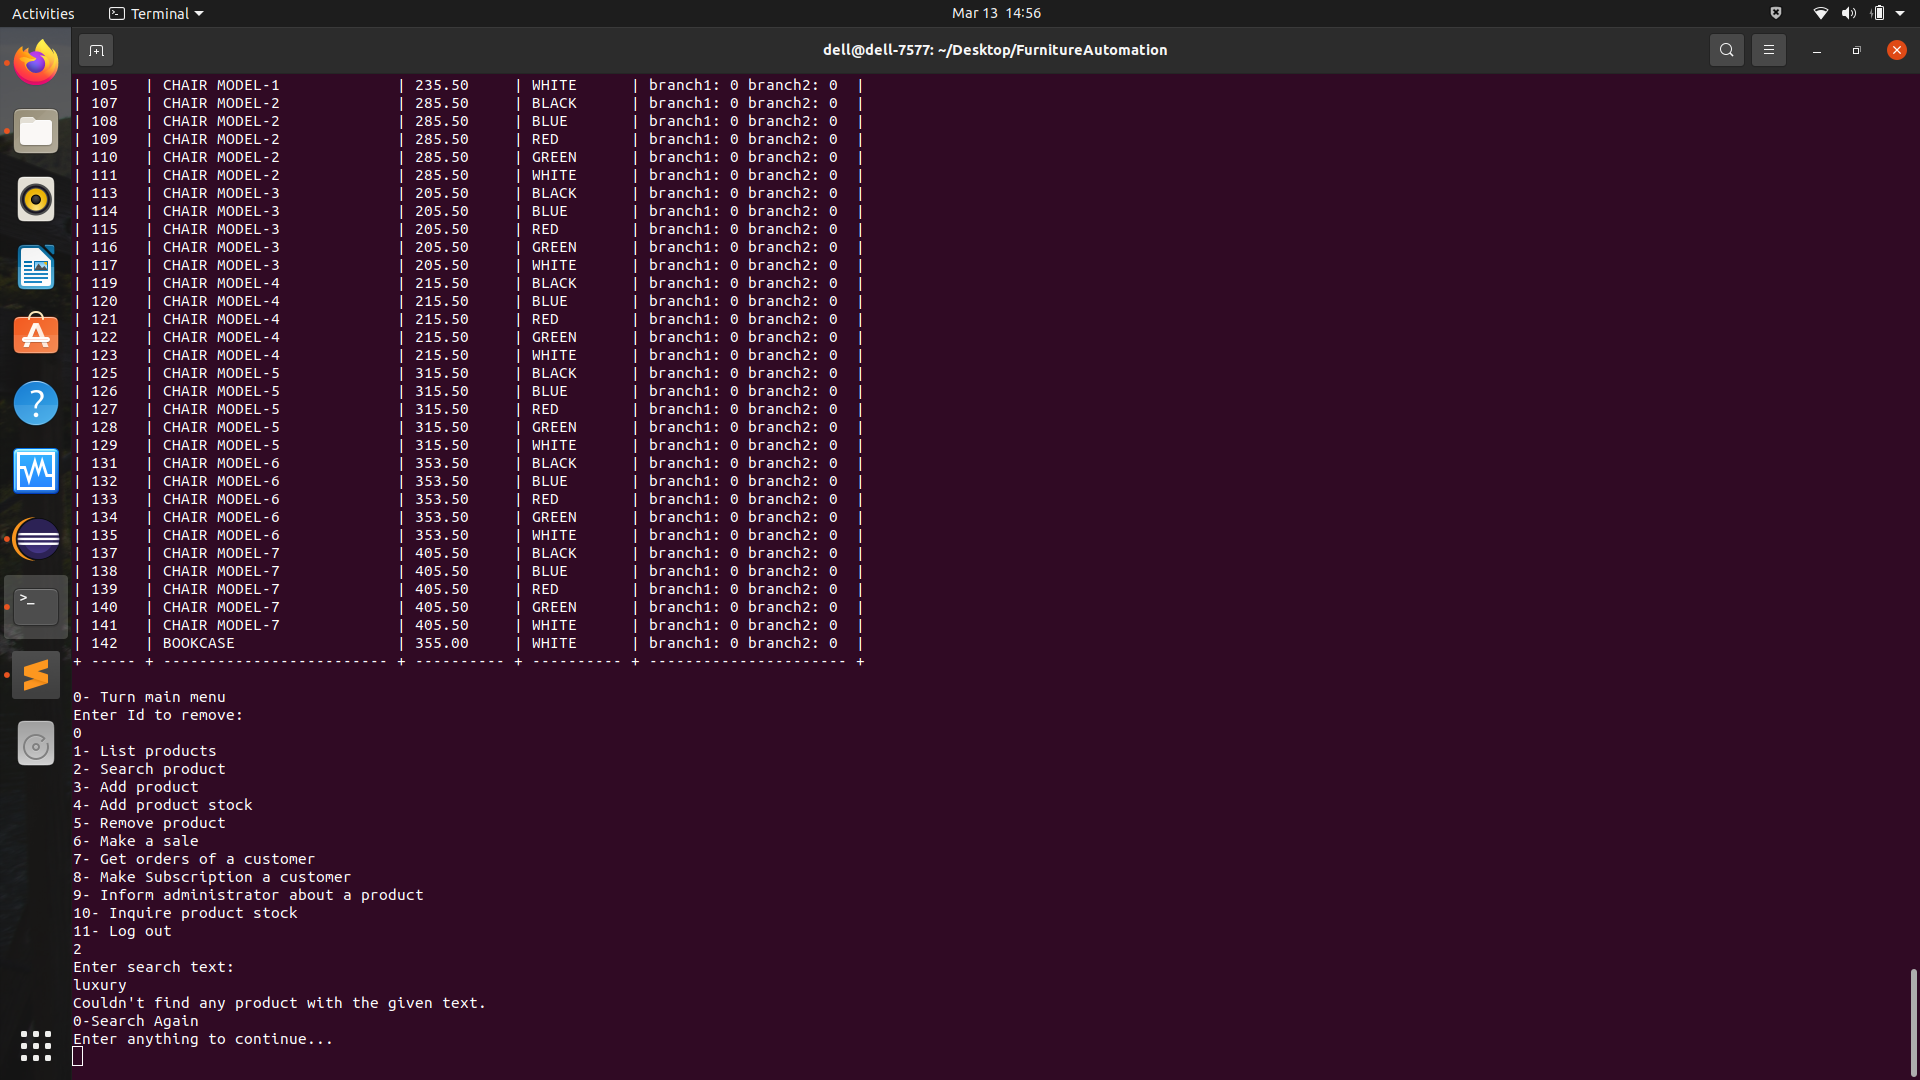 Activities Terminal Mar 13 14:56
dell@dell-7577: ~/Desktop/FurnitureAutomation
| 105 | CHAIR MODEL-1 | 235.50 | WHITE | branch1: 0 branch2: 0 |
| 107 | CHAIR MODEL-2 | 285.50 | BLACK | branch1: 0 branch2: 0 |
| 108 | CHAIR MODEL-2 | 285.50 | BLUE | branch1: 0 branch2: 0 |
| 109 | CHAIR MODEL-2 | 285.50 | RED | branch1: 0 branch2: 0 |
| 110 | CHAIR MODEL-2 | 285.50 | GREEN | branch1: 0 branch2: 0 |
| 111 | CHAIR MODEL-2 | 285.50 | WHITE | branch1: 0 branch2: 0 |
| 113 | CHAIR MODEL-3 | 205.50 | BLACK | branch1: 0 branch2: 0 |
| 114 | CHAIR MODEL-3 | 205.50 | BLUE | branch1: 0 branch2: 0 |
| 115 | CHAIR MODEL-3 | 205.50 | RED | branch1: 0 branch2: 0 |
| 116 | CHAIR MODEL-3 | 205.50 | GREEN | branch1: 0 branch2: 0 |
| 117 | CHAIR MODEL-3 | 205.50 | WHITE | branch1: 0 branch2: 0 |
| 119 | CHAIR MODEL-4 | 215.50 | BLACK | branch1: 0 branch2: 0 |
| 120 | CHAIR MODEL-4 | 215.50 | BLUE | branch1: 0 branch2: 0 |
| 121 | CHAIR MODEL-4 | 215.50 | RED | branch1: 0 branch2: 0 |
| 122 | CHAIR MODEL-4 | 215.50 | GREEN | branch1: 0 branch2: 0 |
| 123 | CHAIR MODEL-4 | 215.50 | WHITE | branch1: 0 branch2: 0 |
| 125 | CHAIR MODEL-5 | 315.50 | BLACK | branch1: 0 branch2: 0 |
| 126 | CHAIR MODEL-5 | 315.50 | BLUE | branch1: 0 branch2: 0 |
| 127 | CHAIR MODEL-5 | 315.50 | RED | branch1: 0 branch2: 0 |
| 128 | CHAIR MODEL-5 | 315.50 | GREEN | branch1: 0 branch2: 0 |
| 129 | CHAIR MODEL-5 | 315.50 | WHITE | branch1: 0 branch2: 0 |
| 131 | CHAIR MODEL-6 | 353.50 | BLACK | branch1: 0 branch2: 0 |
| 132 | CHAIR MODEL-6 | 353.50 | BLUE | branch1: 0 branch2: 0 |
| 133 | CHAIR MODEL-6 | 353.50 | RED | branch1: 0 branch2: 0 |
| 134 | CHAIR MODEL-6 | 353.50 | GREEN | branch1: 0 branch2: 0 |
| 135 | CHAIR MODEL-6 | 353.50 | WHITE | branch1: 0 branch2: 0 |
| 137 | CHAIR MODEL-7 | 405.50 | BLACK | branch1: 0 branch2: 0 |
| 138 | CHAIR MODEL-7 | 405.50 | BLUE | branch1: 0 branch2: 0 |
| 139 | CHAIR MODEL-7 | 405.50 | RED | branch1: 0 branch2: 0 |
| 140 | CHAIR MODEL-7 | 405.50 | GREEN | branch1: 0 branch2: 0 |
| 141 | CHAIR MODEL-7 | 405.50 | WHITE | branch1: 0 branch2: 0 |
| 142 | BOOKCASE | 355.00 | WHITE | branch1: 0 branch2: 0 |
+ ----- + ------------------------- + ---------- + ---------- + ---------------------- +
0- Turn main menu
Enter Id to remove:
0
1- List products
2- Search product
3- Add product
4- Add product stock
5- Remove product
6- Make a sale
7- Get orders of a customer
8- Make Subscription a customer
9- Inform administrator about a product
10- Inquire product stock
11- Log out
2
Enter search text:
luxury
Couldn't find any product with the given text.
0-Search Again
Enter anything to continue...